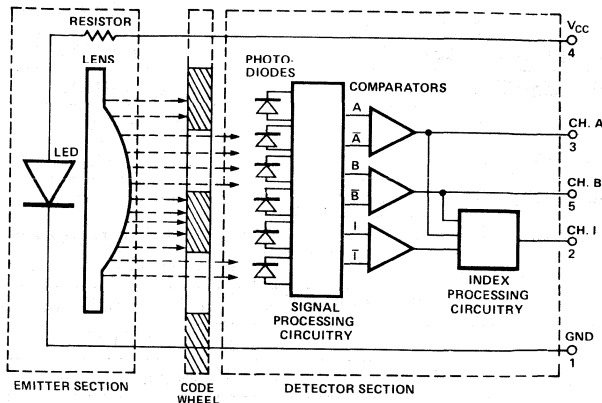 RESISTOR
LENS
LED
PHOTO-
DIODES
COMPARATORS
A
A̅
B
B̅
I
I̅
SIGNAL
PROCESSING
CIRCUITRY
INDEX
PROCESSING
CIRCUITRY
VCC
4
CH. A
3
CH. B
5
CH. I
2
GND
1
EMITTER SECTION
CODE
WHEEL
DETECTOR SECTION